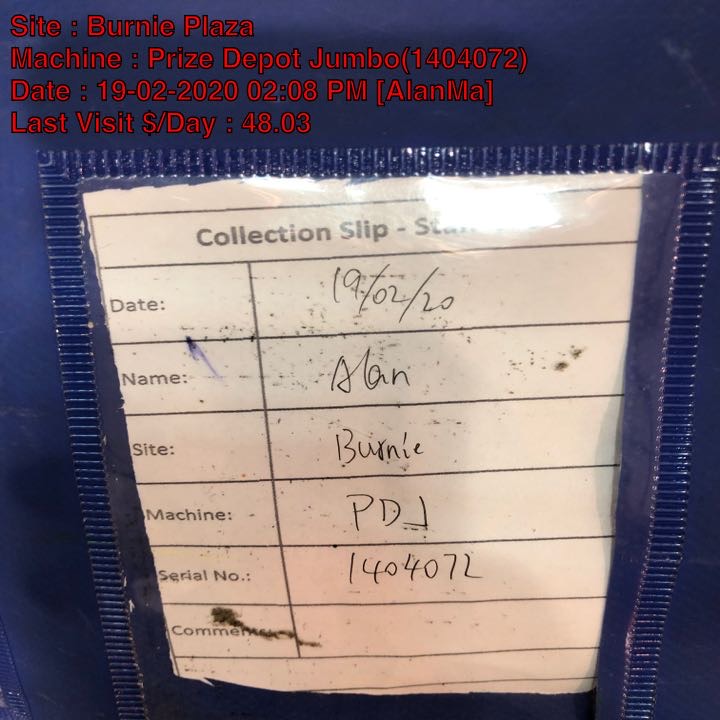 Site : Burnie Plaza
Machine : Prize Depot Jumbo(1404072)
Date : 19-02-2020 02:08 PM [AlanMa]
Last Visit $/Day : 48.03
Collection Slip -
Date: 19/02/20
Name: Alan
Site: Burnie
Machine: PDJ
Serial No.: 1404072